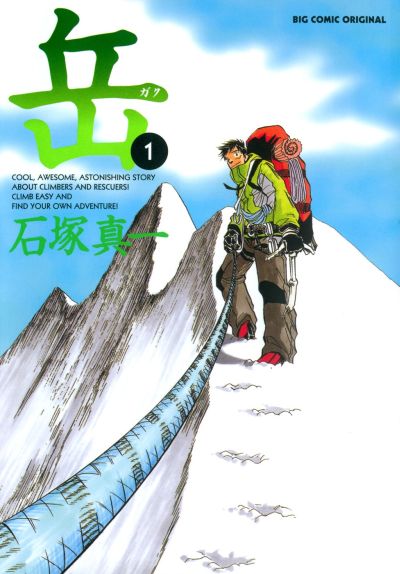 BIG COMIC ORIGINAL
岳
ガク
1
COOL, AWESOME, ASTONISHING STORY
ABOUT CLIMBERS AND RESCUERS!
CLIMB EASY AND
FIND YOUR OWN ADVENTURE!
石塚真一